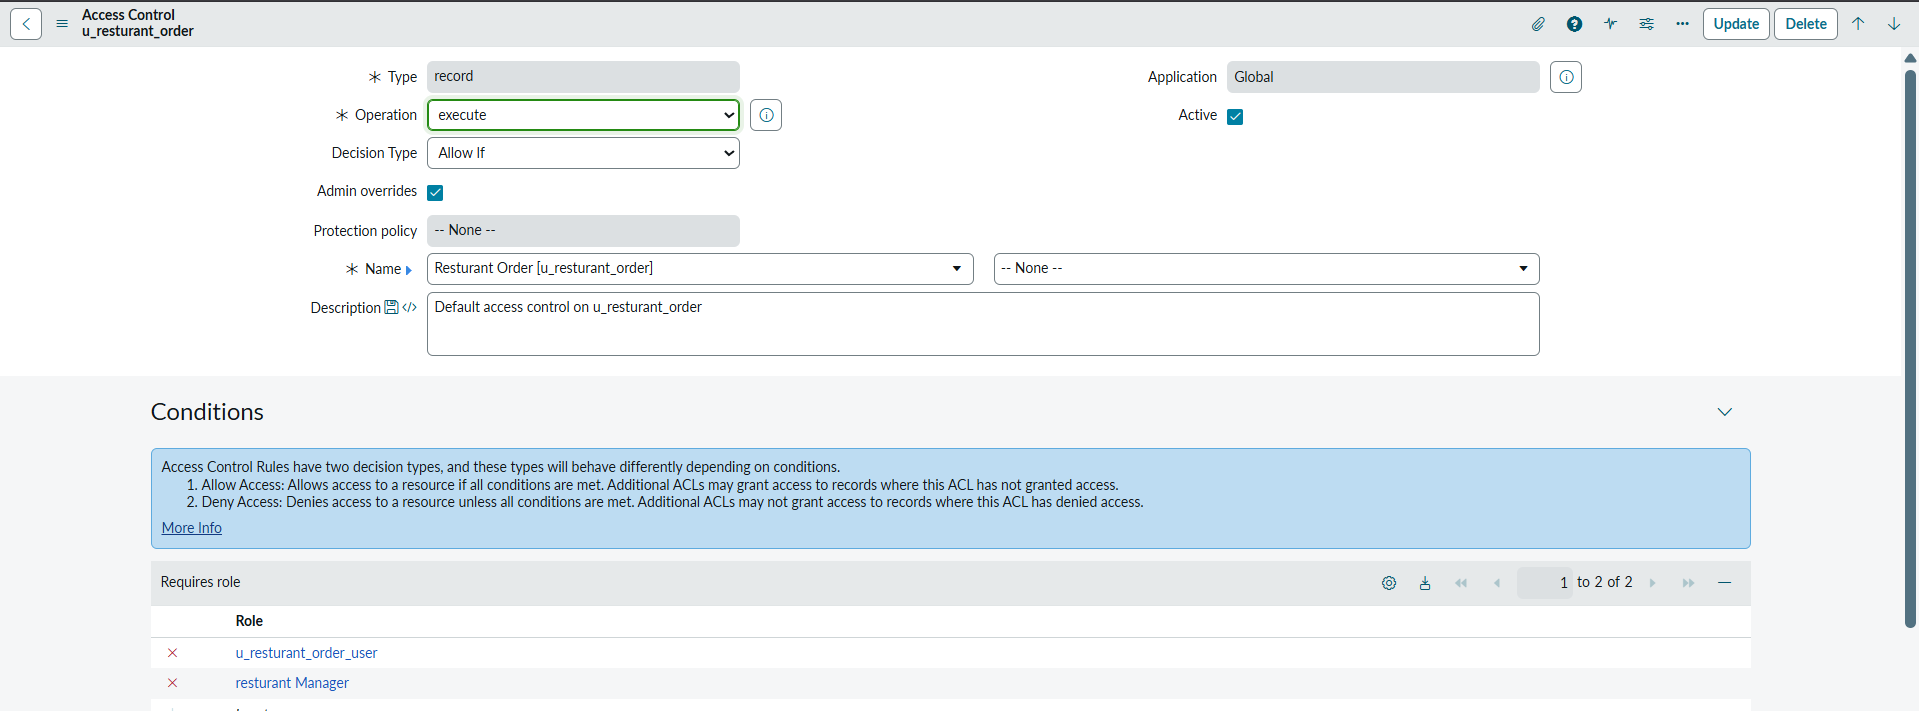 Access Control
u_resturant_order
Update
Delete
Type
record
Application
Global
Operation
execute
Active
Decision Type
Allow If
Admin overrides
Protection policy
-- None --
Name
Resturant Order [u_resturant_order]
-- None --
Description
Default access control on u_resturant_order
Conditions
Access Control Rules have two decision types, and these types will behave differently depending on conditions.
1. Allow Access: Allows access to a resource if all conditions are met. Additional ACLs may grant access to records where this ACL has not granted access.
2. Deny Access: Denies access to a resource unless all conditions are met. Additional ACLs may not grant access to records where this ACL has denied access.
More Info
Requires role
1 to 2 of 2
Role
u_resturant_order_user
resturant Manager